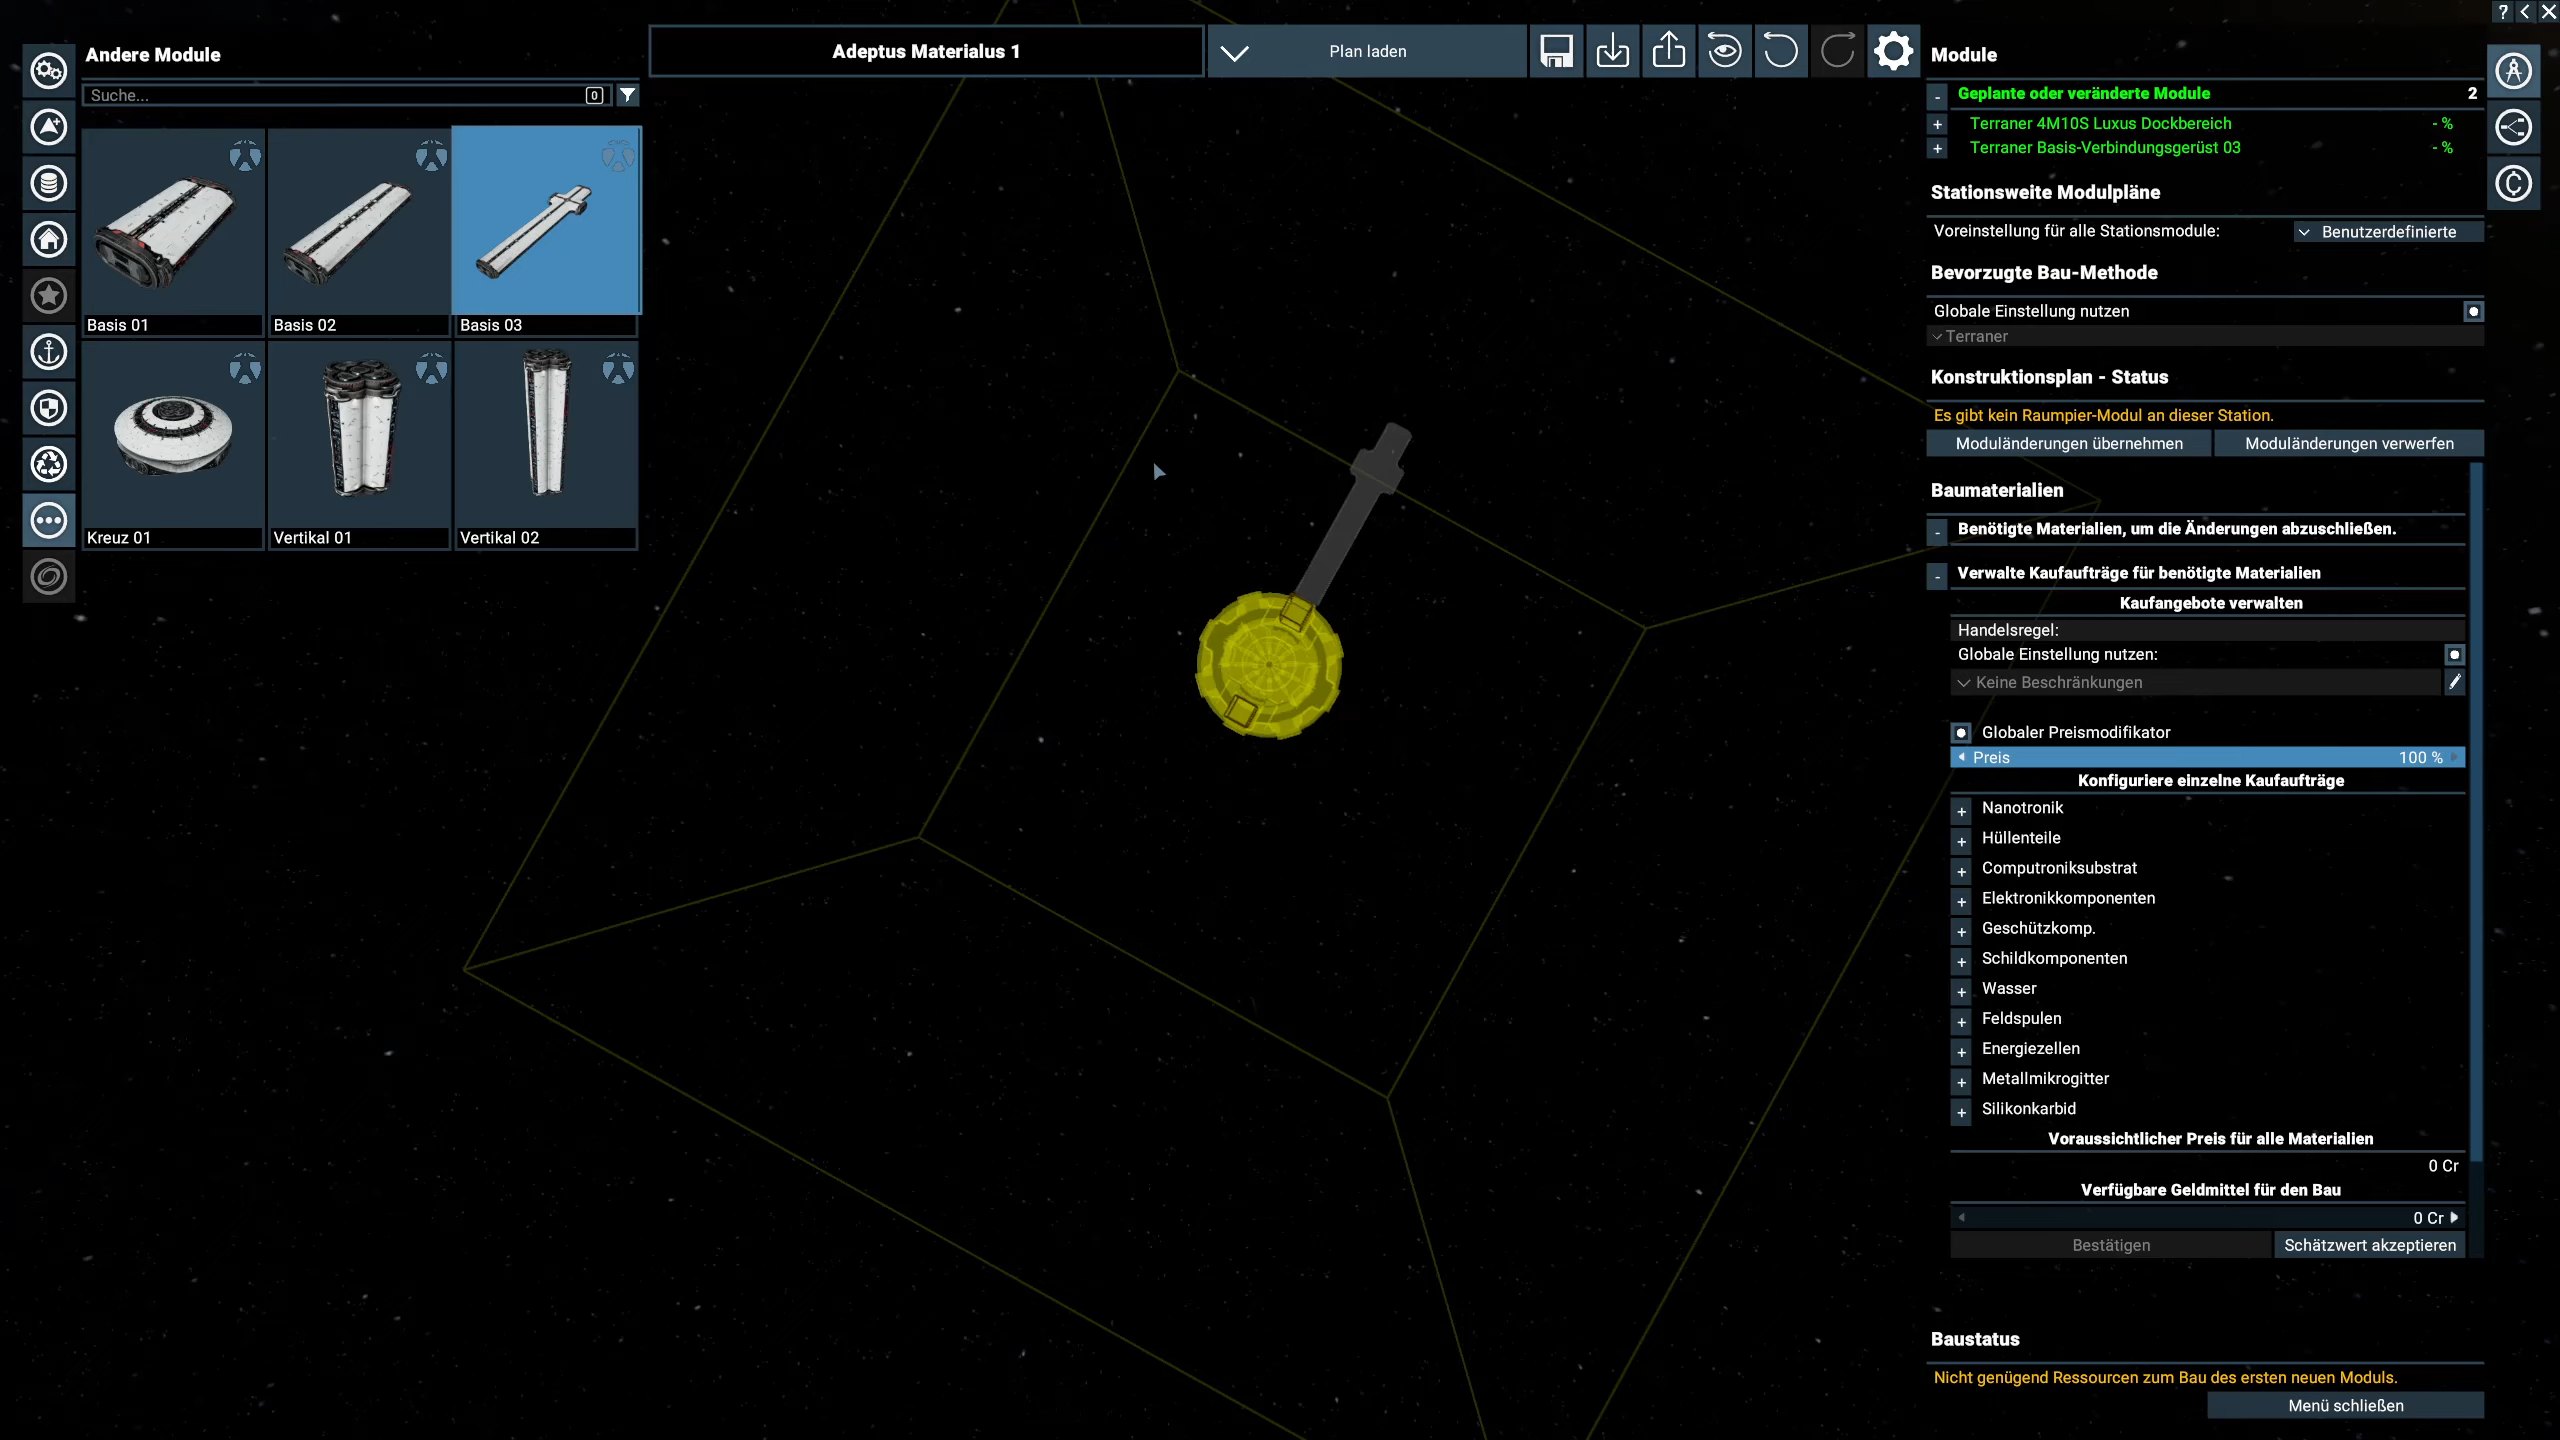 Andere Module
Suche...
0
Basis 01
Basis 02
Basis 03
Kreuz 01
Vertikal 01
Vertikal 02
Adeptus Materialus 1
Plan laden
?
Module
- Geplante oder veränderte Module 2
+ Terraner 4M10S Luxus Dockbereich - %
+ Terraner Basis-Verbindungsgerüst 03 - %
Stationsweite Modulpläne
Voreinstellung für alle Stationsmodule: Benutzerdefinierte
Bevorzugte Bau-Methode
Globale Einstellung nutzen
Terraner
Konstruktionsplan - Status
Es gibt kein Raumpier-Modul an dieser Station.
Moduländerungen übernehmen Moduländerungen verwerfen
Baumaterialien
- Benötigte Materialien, um die Änderungen abzuschließen.
- Verwalte Kaufaufträge für benötigte Materialien
Kaufangebote verwalten
Handelsregel:
Globale Einstellung nutzen:
Keine Beschränkungen
Globaler Preismodifikator
Preis 100 %
Konfiguriere einzelne Kaufaufträge
+ Nanotronik
+ Hüllenteile
+ Computroniksubstrat
+ Elektronikkomponenten
+ Geschützkomp.
+ Schildkomponenten
+ Wasser
+ Feldspulen
+ Energiezellen
+ Metallmikrogitter
+ Silikonkarbid
Voraussichtlicher Preis für alle Materialien
0 Cr
Verfügbare Geldmittel für den Bau
0 Cr
Bestätigen Schätzwert akzeptieren
Baustatus
Nicht genügend Ressourcen zum Bau des ersten neuen Moduls.
Menü schließen